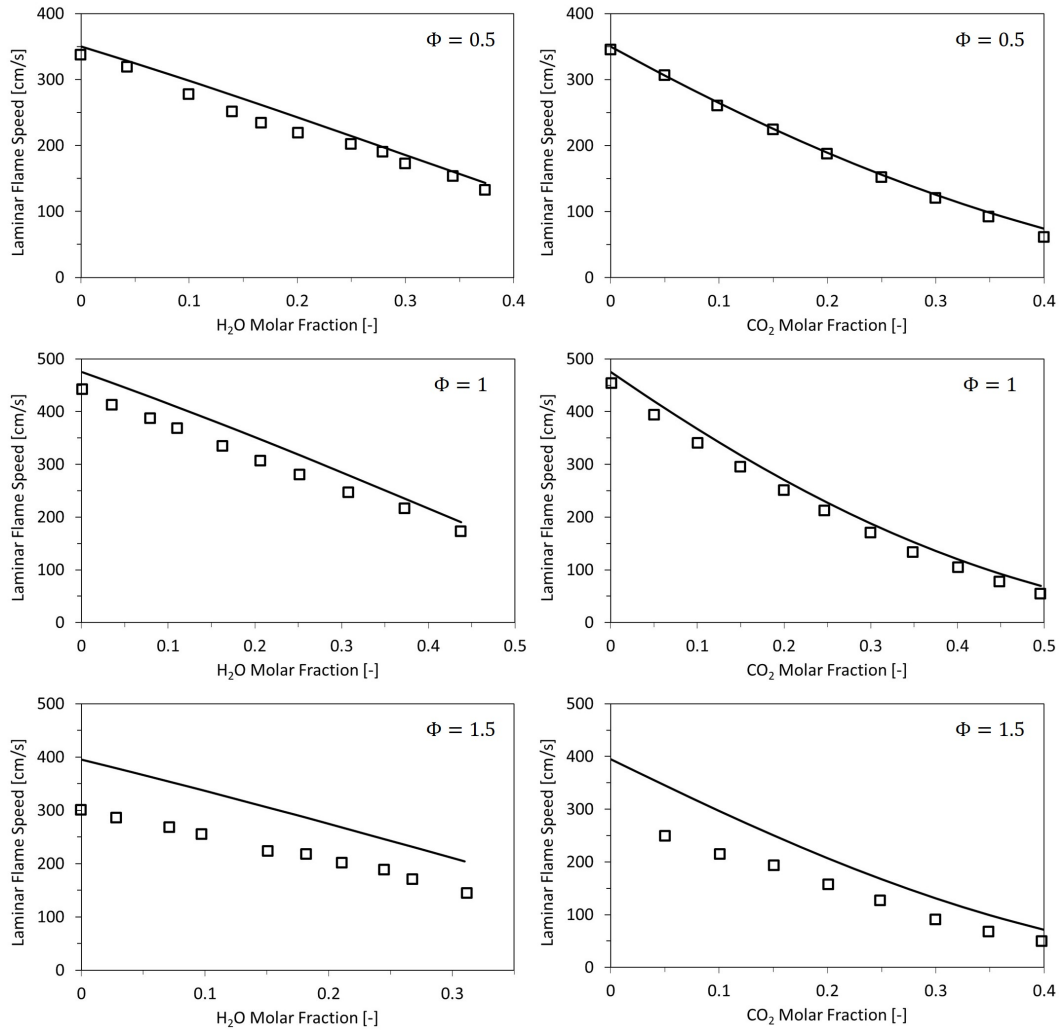 400
300
200
100
0
Laminar Flame Speed [cm/s]
Φ = 0.5
0 0.1 0.2 0.3 0.4
H₂O Molar Fraction [-]
400
300
200
100
0
Laminar Flame Speed [cm/s]
Φ = 0.5
0 0.1 0.2 0.3 0.4
CO₂ Molar Fraction [-]
500
400
300
200
100
0
Laminar Flame Speed [cm/s]
Φ = 1
0 0.1 0.2 0.3 0.4 0.5
H₂O Molar Fraction [-]
500
400
300
200
100
0
Laminar Flame Speed [cm/s]
Φ = 1
0 0.1 0.2 0.3 0.4 0.5
CO₂ Molar Fraction [-]
500
400
300
200
100
0
Laminar Flame Speed [cm/s]
Φ = 1.5
0 0.1 0.2 0.3
H₂O Molar Fraction [-]
500
400
300
200
100
0
Laminar Flame Speed [cm/s]
Φ = 1.5
0 0.1 0.2 0.3 0.4
CO₂ Molar Fraction [-]